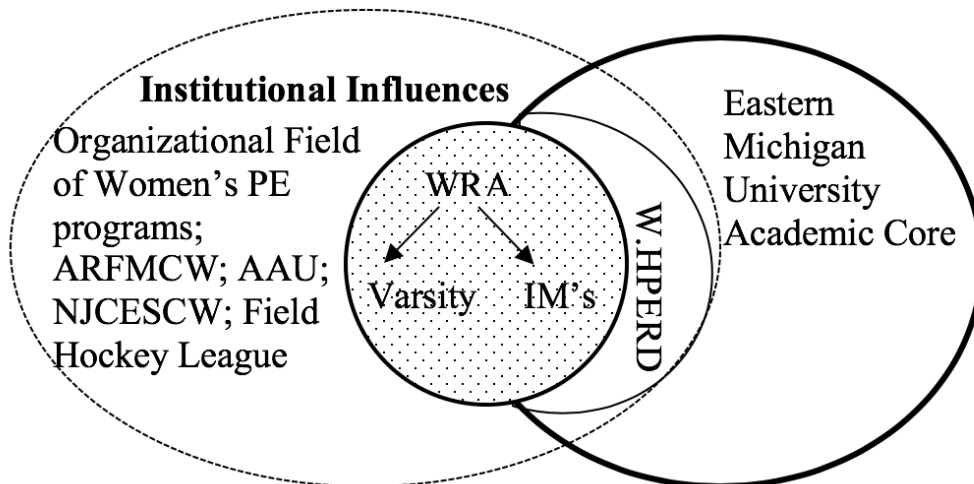 Institutional Influences
Organizational Field
of Women's PE
programs;
ARFMCW; AAU;
NJCESCW; Field
Hockey League
WRA
Varsity
IM's
W.HPERD
Eastern
Michigan
University
Academic Core